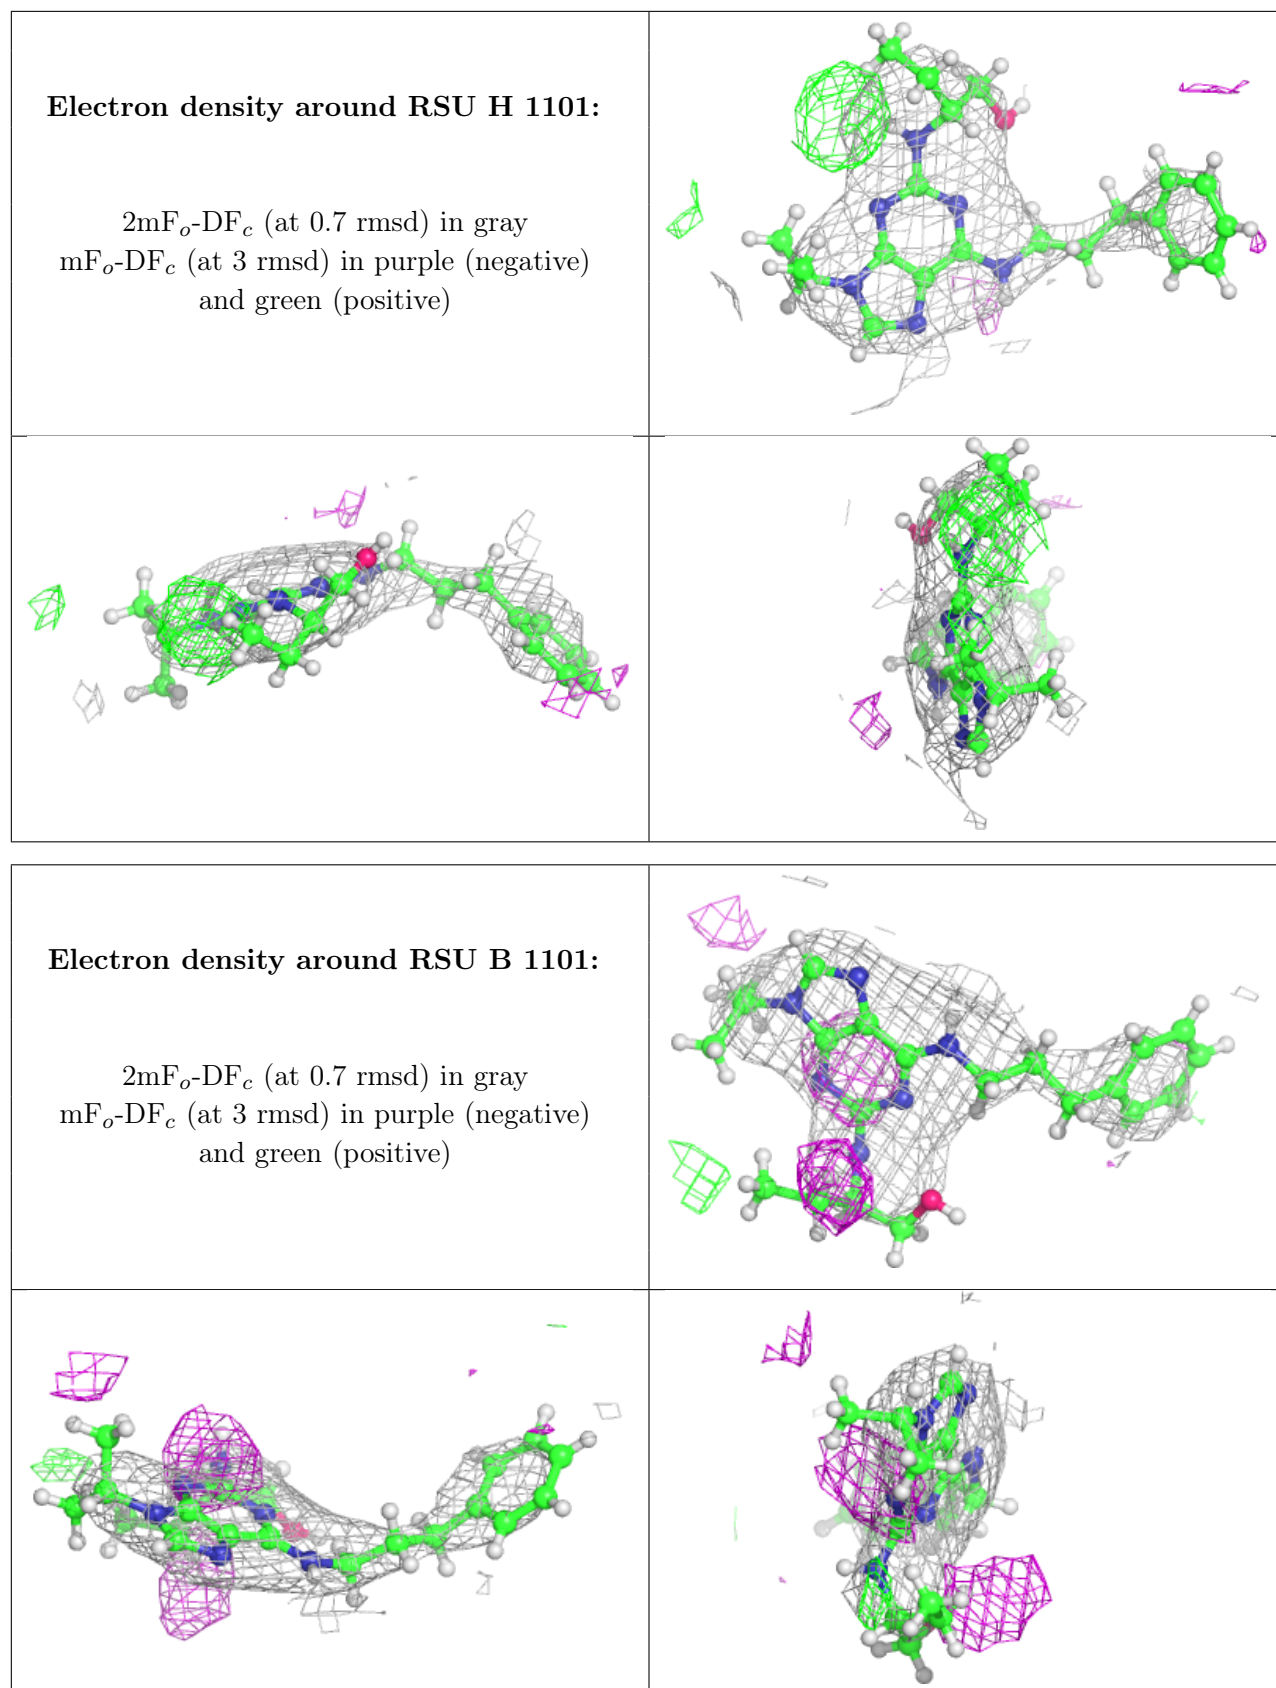 Electron density around RSU H 1101:
2mFo-DFc (at 0.7 rmsd) in gray
mFo-DFc (at 3 rmsd) in purple (negative)
and green (positive)
Electron density around RSU B 1101:
2mFo-DFc (at 0.7 rmsd) in gray
mFo-DFc (at 3 rmsd) in purple (negative)
and green (positive)